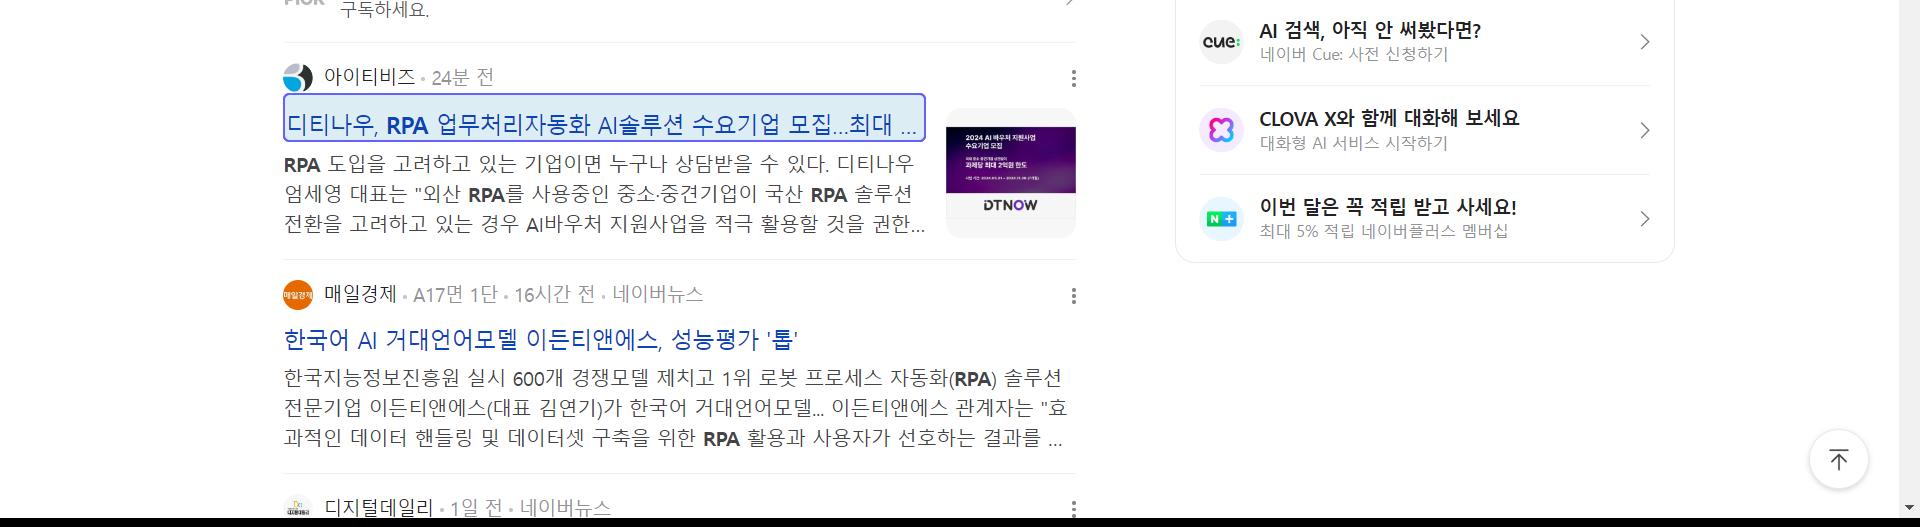 구독하세요.
아이티비즈 • 24분 전
디티나우, RPA 업무처리자동화 AI솔루션 수요기업 모집...최대 ...
RPA 도입을 고려하고 있는 기업이면 누구나 상담받을 수 있다. 디티나우
엄세영 대표는 "외산 RPA를 사용중인 중소·중견기업이 국산 RPA 솔루션
전환을 고려하고 있는 경우 AI바우처 지원사업을 적극 활용할 것을 권한...
2024 AI 바우처 지원사업
수요기업 모집
과제당 최대 2억원 한도
DTNOW
매일경제
매일경제 • A17면 1단 • 16시간 전 • 네이버뉴스
한국어 AI 거대언어모델 이든티앤에스, 성능평가 '톱'
한국지능정보진흥원 실시 600개 경쟁모델 제치고 1위 로봇 프로세스 자동화(RPA) 솔루션
전문기업 이든티앤에스(대표 김연기)가 한국어 거대언어모델... 이든티앤에스 관계자는 "효
과적인 데이터 핸들링 및 데이터셋 구축을 위한 RPA 활용과 사용자가 선호하는 결과를 ...
디지털데일리 • 1일 전 • 네이버뉴스
cue:
AI 검색, 아직 안 써봤다면?
네이버 Cue: 사전 신청하기
CLOVA X와 함께 대화해 보세요
대화형 AI 서비스 시작하기
N +
이번 달은 꼭 적립 받고 사세요!
최대 5% 적립 네이버플러스 멤버십